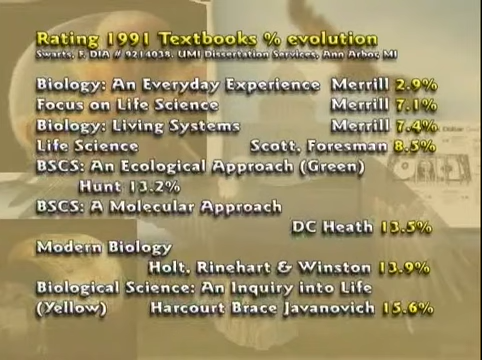 Rating 1991 Textbooks % evolution
Swarts, F. DIA # 9214038. UMI Dissertation Services, Ann Arbor, MI
Biology: An Everyday Experience Merrill 2.9%
Focus on Life Science Merrill 7.1%
Biology: Living Systems Merrill 7.4%
Life Science Scott, Foresman 8.5%
BSCS: An Ecological Approach (Green)
Hunt 13.2%
BSCS: A Molecular Approach
DC Heath 13.5%
Modern Biology
Holt, Rinehart & Winston 13.9%
Biological Science: An Inquiry into Life
(Yellow) Harcourt Brace Javanovich 15.6%